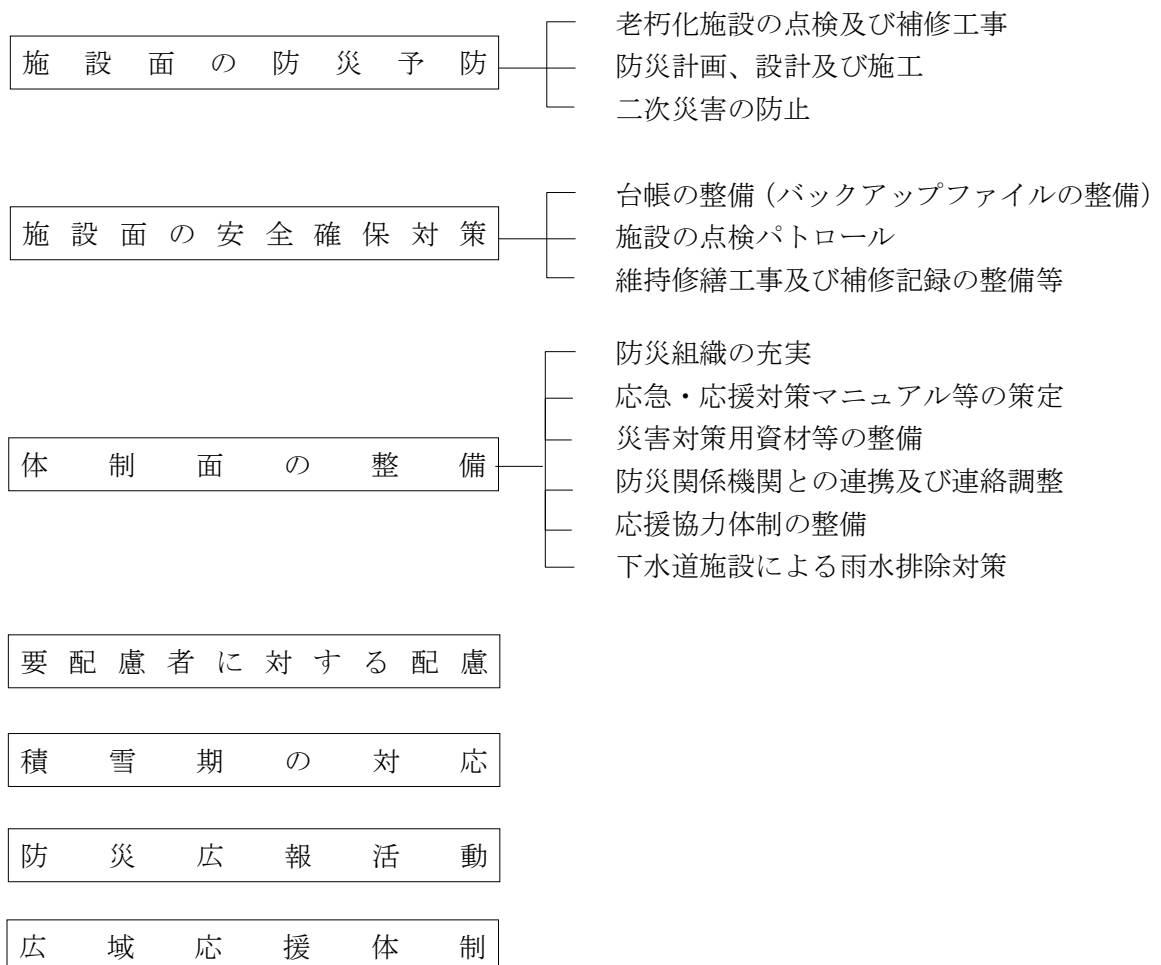 施設面の防災予防
老朽化施設の点検及び補修工事
防災計画、設計及び施工
二次災害の防止
施設面の安全確保対策
台帳の整備（バックアップファイルの整備）
施設の点検パトロール
維持修繕工事及び補修記録の整備等
体制面の整備
防災組織の充実
応急・応援対策マニュアル等の策定
災害対策用資材等の整備
防災関係機関との連携及び連絡調整
応援協力体制の整備
下水道施設による雨水排除対策
要配慮者に対する配慮
積雪期の対応
防災広報活動
広域応援体制